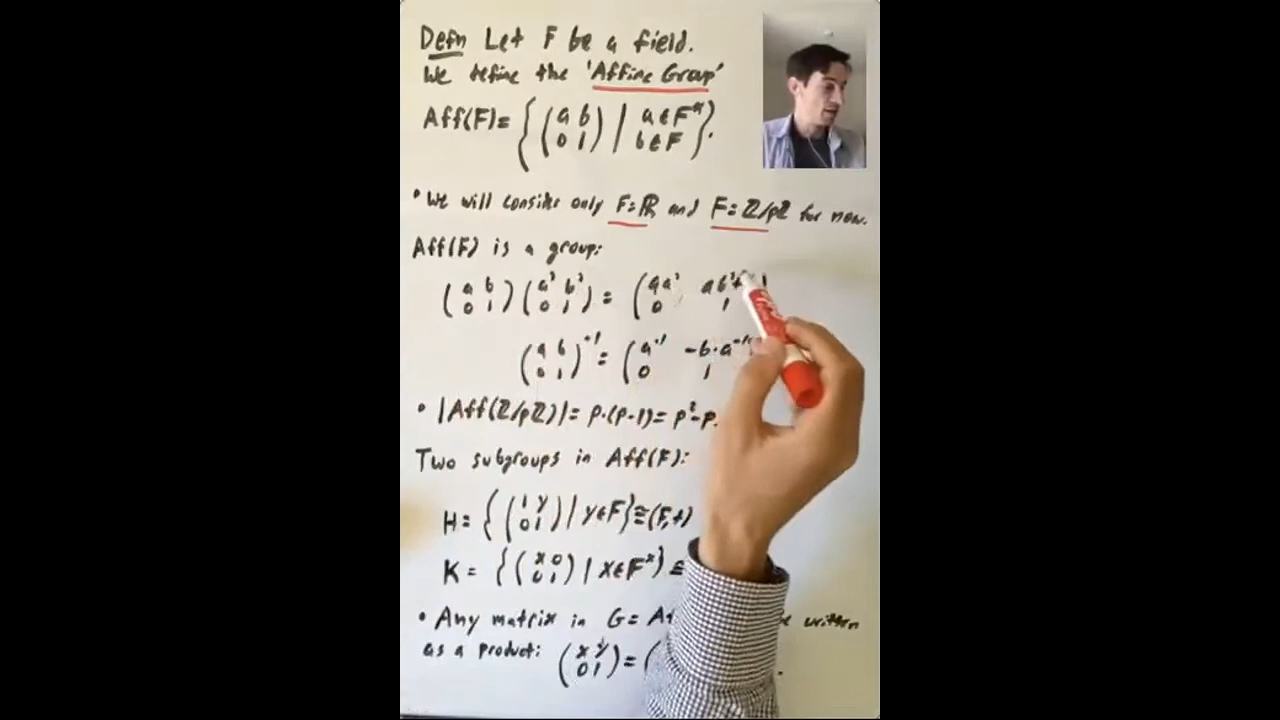 Defn Let F be a field.
We define the 'Affine Group'
Aff(F)= {(a b | a∈F^x
0 1) | b∈F}.
• We will consider only F=ℝ and F=ℤ/pℤ for now.
Aff(F) is a group:
(a b) (a' b') = (aa' ab'+
0 1) (0 1) = (0 1
(a b)^-1 = (a^-1 -b·a^-1
0 1) = (0 1
• |Aff(ℤ/pℤ)|= p·(p-1)= p²-p.
Two subgroups in Aff(F):
H= {(1 y
0 1) | y∈F}≅(F,+)
K= {(x 0
0 1) | x∈F^x} ≅
• Any matrix in G= Af written
as a product: (x y
0 1)=(